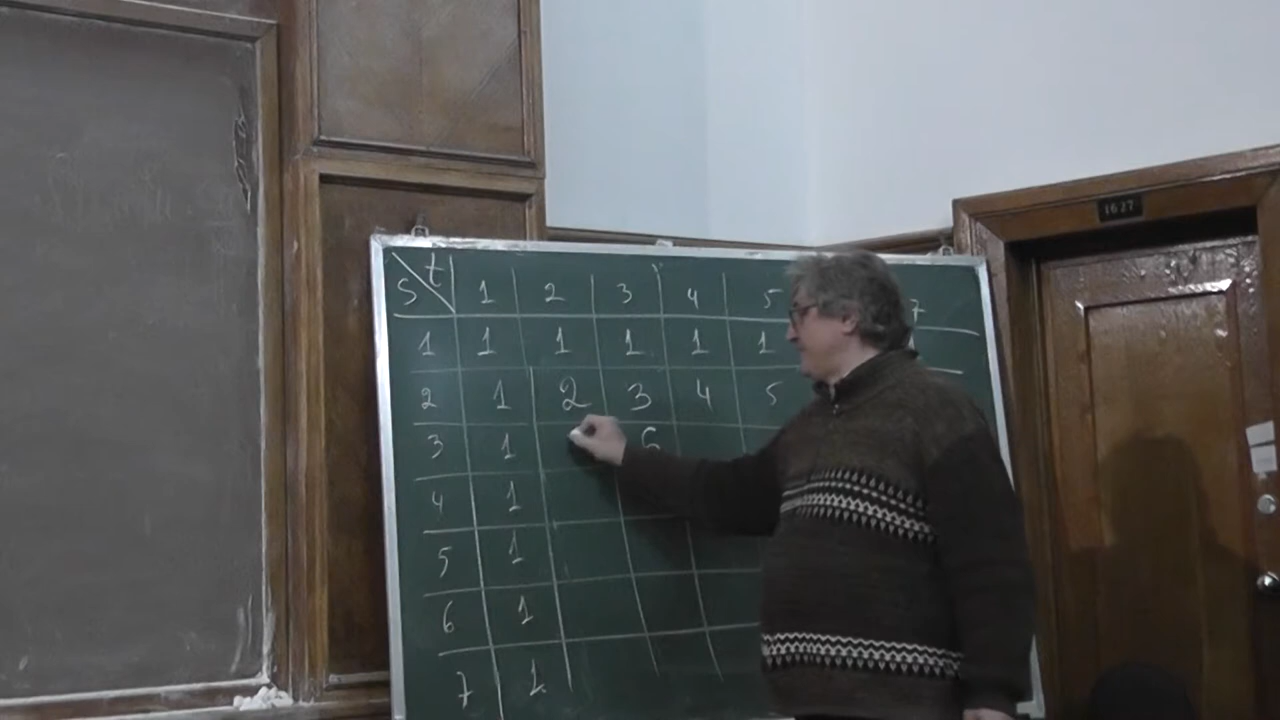 1627
S t 1 2 3 4 5 7
1 1 1 1 1 1
2 1 2 3 4 5
3 1 6
4 1
5 1
6 1
7 1